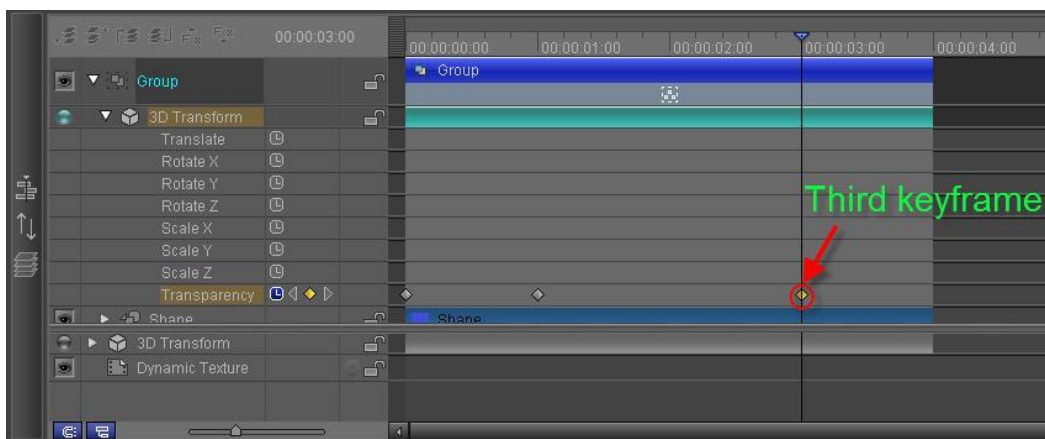 00:00:03:00
00:00:00:00 00:00:01:00 00:00:02:00 00:00:03:00 00:00:04:00
Group
Group
3D Transform
Translate
Rotate X
Rotate Y
Rotate Z
Third keyframe
Scale X
Scale Y
Scale Z
Transparency
Shape Shape
3D Transform
Dynamic Texture